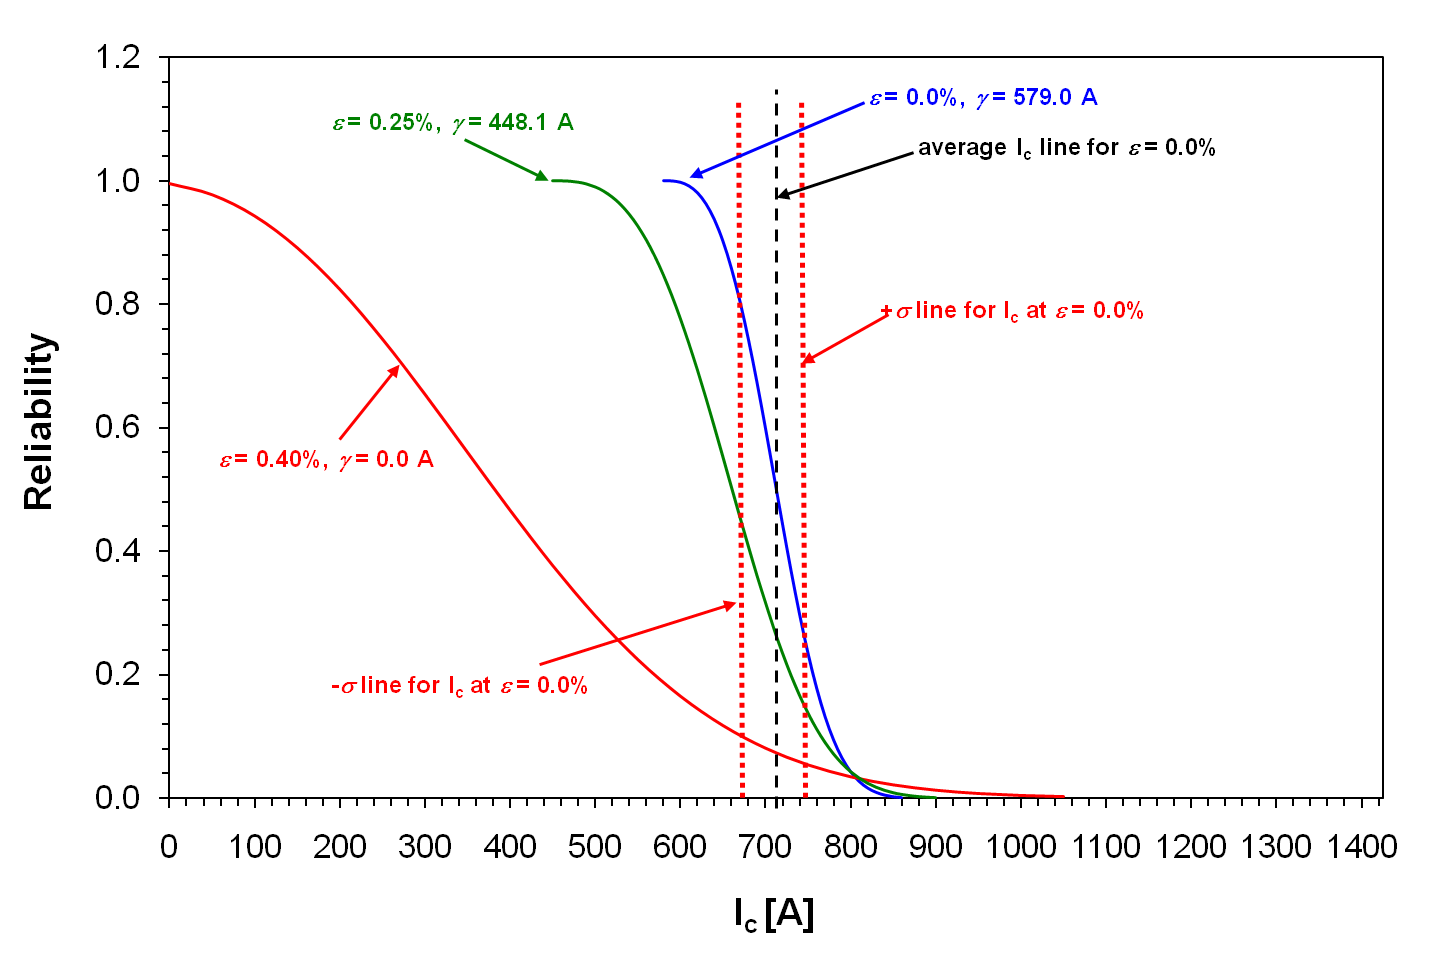 1.2
ε = 0.0%, γ = 579.0 A
ε = 0.25%, γ = 448.1 A
average Ic line for ε = 0.0%
1.0
0.8
+σ line for Ic at ε = 0.0%
0.6
ε = 0.40%, γ = 0.0 A
Reliability
0.4
0.2
-σ line for Ic at ε = 0.0%
0.0
0 100 200 300 400 500 600 700 800 900 1000 1100 1200 1300 1400
Ic [A]